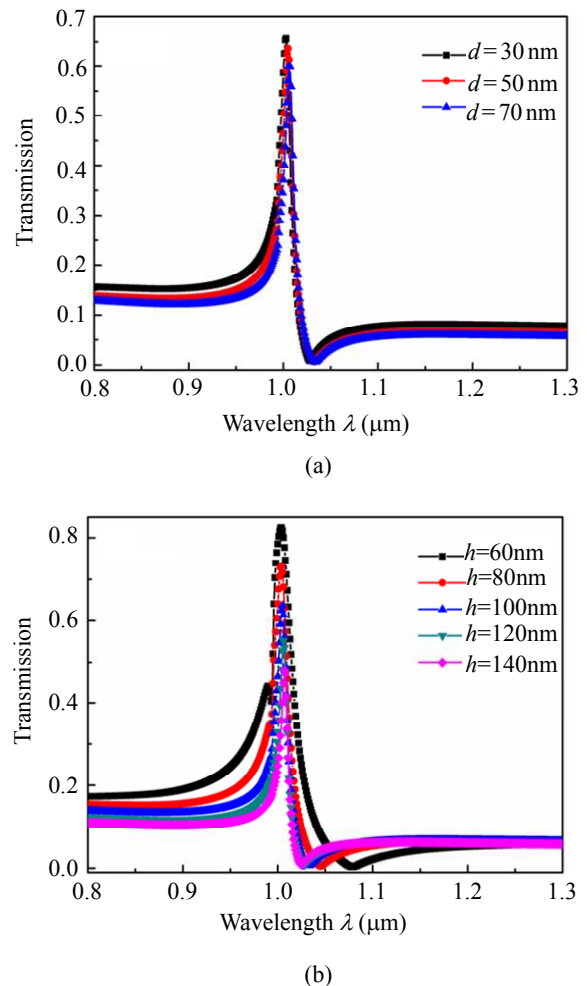 0.7
0.6
0.5
0.4
0.3
0.2
0.1
0.0
Transmission
d = 30 nm
d = 50 nm
d = 70 nm
0.8 0.9 1.0 1.1 1.2 1.3
Wavelength λ (μm)
(a)
0.8
0.6
0.4
0.2
0.0
Transmission
h=60nm
h=80nm
h=100nm
h=120nm
h=140nm
0.8 0.9 1.0 1.1 1.2 1.3
Wavelength λ (μm)
(b)